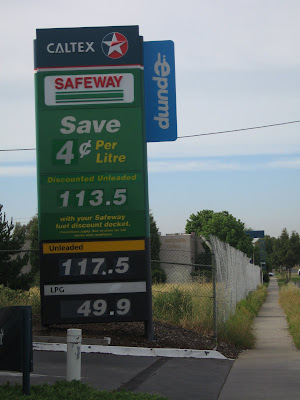 CALTEX
epump
SAFEWAY
Save
4¢ Per
Litre
Discounted Unleaded
113.5
with your Safeway
fuel discount docket.
Unleaded
117.5
LPG
49.9